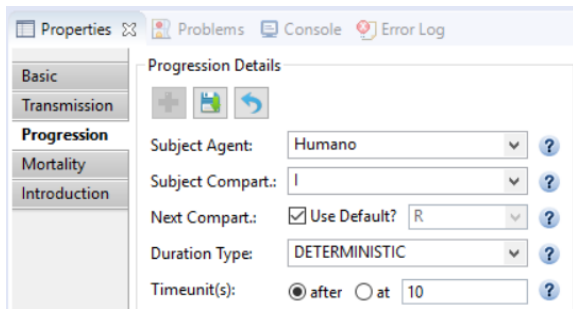 Properties Problems Console Error Log
Basic
Transmission
Progression
Mortality
Introduction
Progression Details
Subject Agent: Humano ?
Subject Compart.: I ?
Next Compart.: Use Default? R ?
Duration Type: DETERMINISTIC ?
Timeunit(s): after at 10 ?